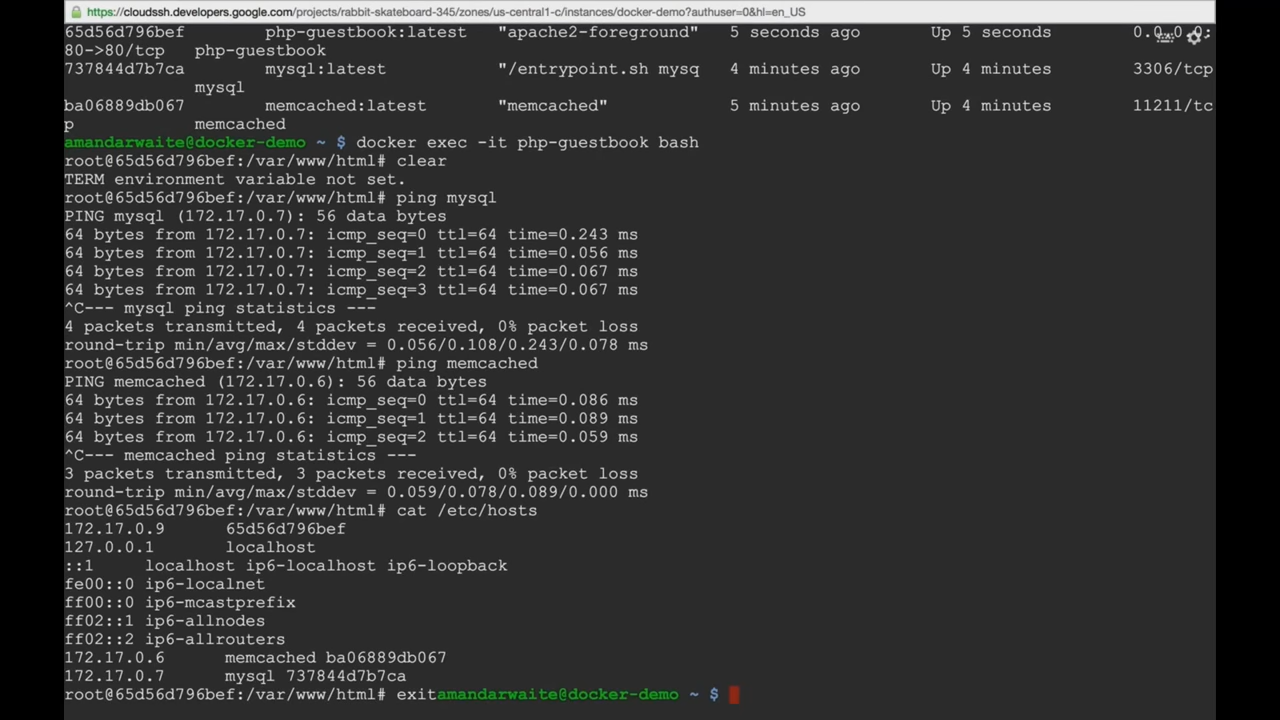 https://cloudssh.developers.google.com/projects/rabbit-skateboard-345/zones/us-central1-c/instances/docker-demo?authuser=0&hl=en_US
65d56d796bef php-guestbook:latest "apache2-foreground" 5 seconds ago Up 5 seconds 0.0.0.0:
80->80/tcp php-guestbook
737844d7b7ca mysql:latest "/entrypoint.sh mysq 4 minutes ago Up 4 minutes 3306/tcp
mysql
ba06889db067 memcached:latest "memcached" 5 minutes ago Up 4 minutes 11211/tc
p memcached
amandarwaite@docker-demo ~ $ docker exec -it php-guestbook bash
root@65d56d796bef:/var/www/html# clear
TERM environment variable not set.
root@65d56d796bef:/var/www/html# ping mysql
PING mysql (172.17.0.7): 56 data bytes
64 bytes from 172.17.0.7: icmp_seq=0 ttl=64 time=0.243 ms
64 bytes from 172.17.0.7: icmp_seq=1 ttl=64 time=0.056 ms
64 bytes from 172.17.0.7: icmp_seq=2 ttl=64 time=0.067 ms
64 bytes from 172.17.0.7: icmp_seq=3 ttl=64 time=0.067 ms
^C--- mysql ping statistics ---
4 packets transmitted, 4 packets received, 0% packet loss
round-trip min/avg/max/stddev = 0.056/0.108/0.243/0.078 ms
root@65d56d796bef:/var/www/html# ping memcached
PING memcached (172.17.0.6): 56 data bytes
64 bytes from 172.17.0.6: icmp_seq=0 ttl=64 time=0.086 ms
64 bytes from 172.17.0.6: icmp_seq=1 ttl=64 time=0.089 ms
64 bytes from 172.17.0.6: icmp_seq=2 ttl=64 time=0.059 ms
^C--- memcached ping statistics ---
3 packets transmitted, 3 packets received, 0% packet loss
round-trip min/avg/max/stddev = 0.059/0.078/0.089/0.000 ms
root@65d56d796bef:/var/www/html# cat /etc/hosts
172.17.0.9 65d56d796bef
127.0.0.1 localhost
::1 localhost ip6-localhost ip6-loopback
fe00::0 ip6-localnet
ff00::0 ip6-mcastprefix
ff02::1 ip6-allnodes
ff02::2 ip6-allrouters
172.17.0.6 memcached ba06889db067
172.17.0.7 mysql 737844d7b7ca
root@65d56d796bef:/var/www/html# exitamandarwaite@docker-demo ~ $